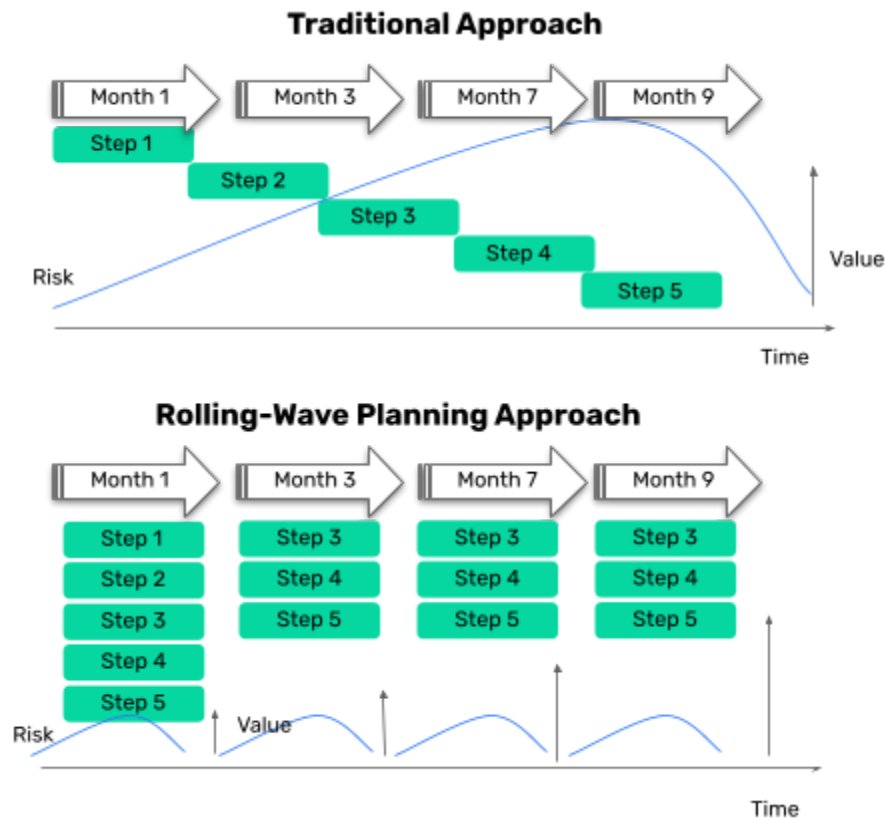 Traditional Approach
Month 1 Month 3 Month 7 Month 9
Step 1
Step 2
Step 3
Step 4
Step 5
Risk
Value
Time
Rolling-Wave Planning Approach
Month 1 Month 3 Month 7 Month 9
Step 1 Step 3 Step 3 Step 3
Step 2 Step 4 Step 4 Step 4
Step 3 Step 5 Step 5 Step 5
Step 4
Step 5
Risk
Value
Time